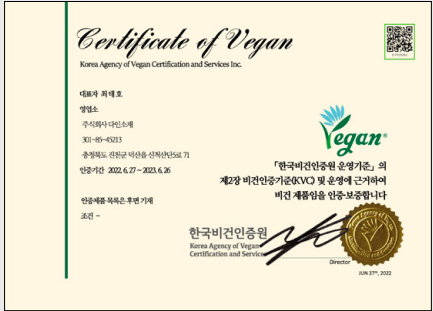 Certificate of Vegan
Korea Agency of Vegan Certification and Services Inc.
대표자 최태호
영업소
주식회사 다인소재
301-85-45213
충청북도 진천군 덕산읍 신척산단5로 71
인증기간 2022. 6. 27 ~ 2023. 6. 26
인증제품 목록은 후면 기재
조건 -
Vegan®
「한국비건인증원 운영기준」의
제2장 비건인증기준(KVC) 및 운영에 근거하여
비건 제품임을 인증·보증합니다
한국비건인증원
Korea Agency of Vegan
Certification and Services
Director
JUN 27th, 2022